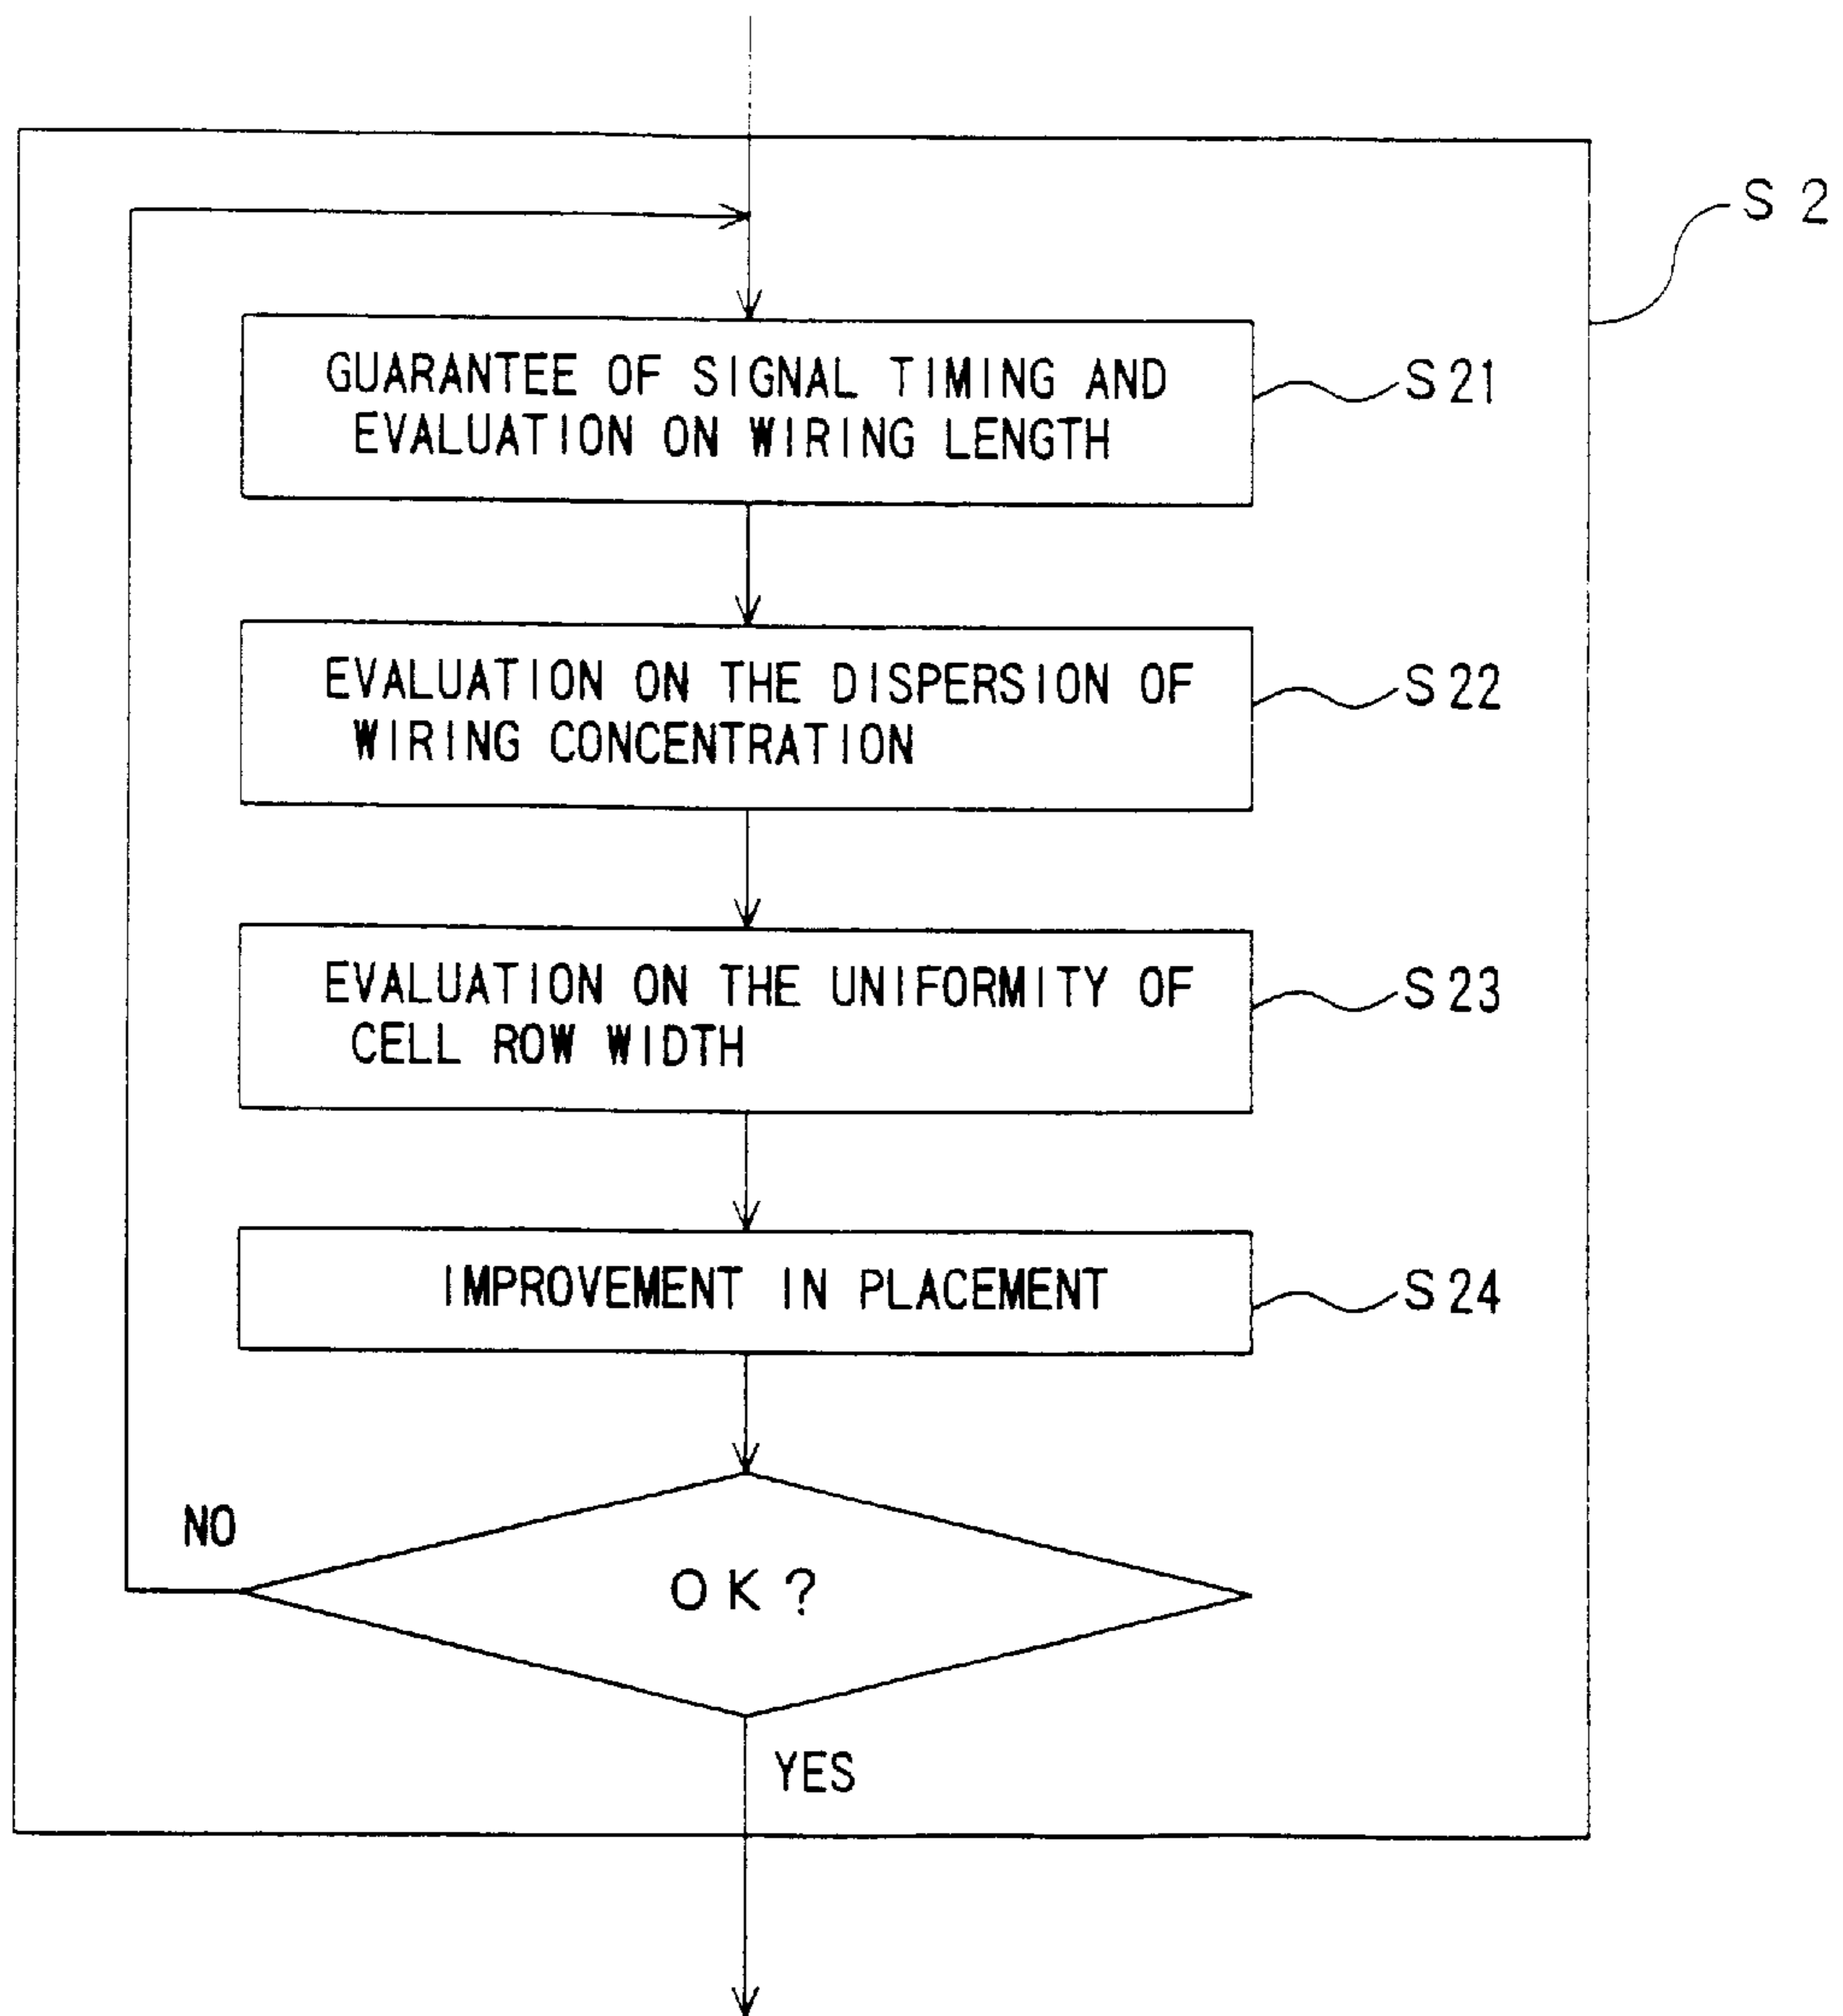 S 2
GUARANTEE OF SIGNAL TIMING AND
EVALUATION ON WIRING LENGTH
S21
EVALUATION ON THE DISPERSION OF
WIRING CONCENTRATION
S22
EVALUATION ON THE UNIFORMITY OF
CELL ROW WIDTH
S23
IMPROVEMENT IN PLACEMENT
S24
NO
OK?
YES